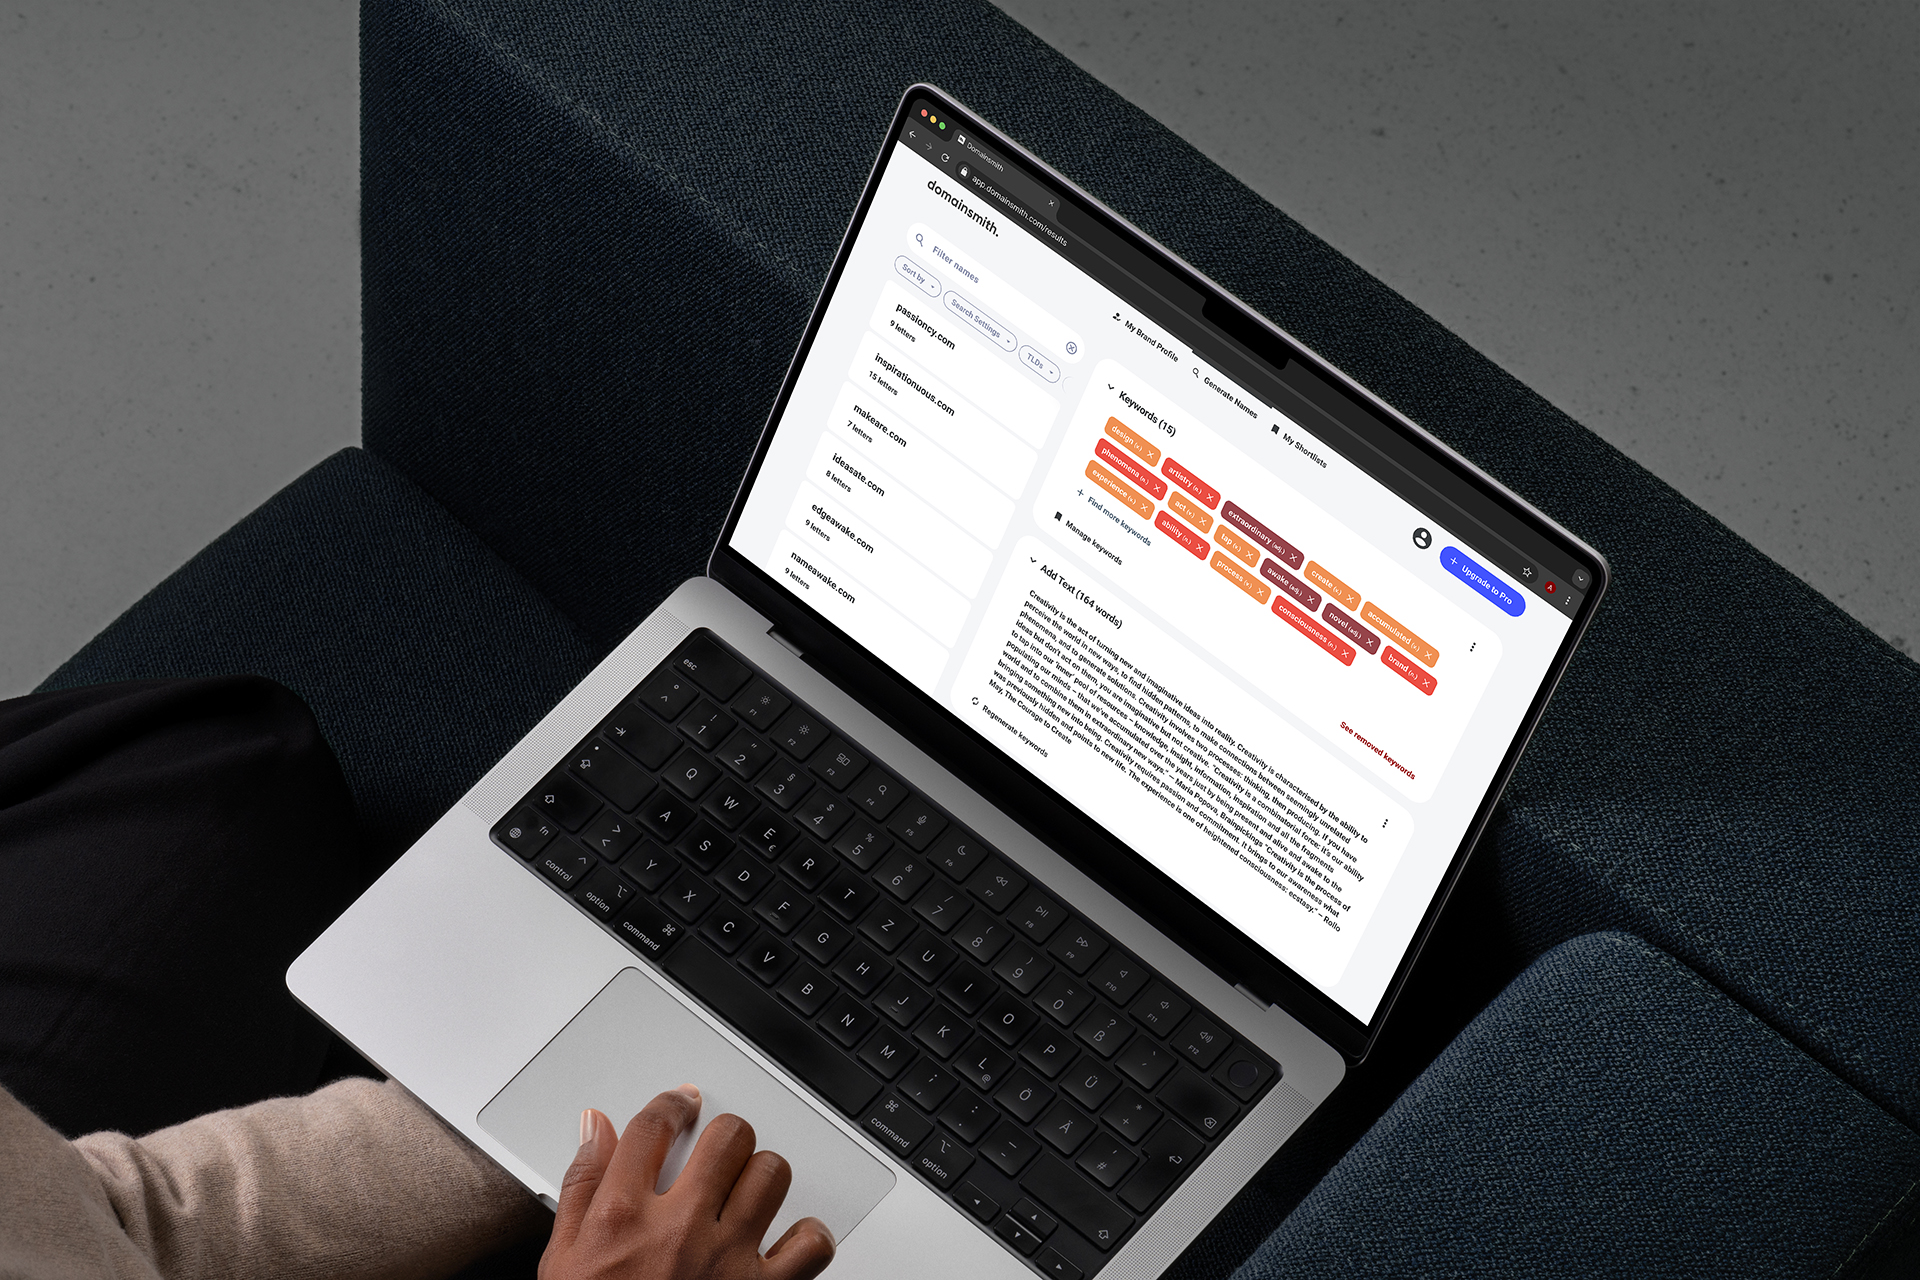 Domainsmith
app.domainsmith.com/results
domainsmith.
Filter names
Sort by
Search Settings
TLDs
passioncy.com
9 letters
inspirationuous.com
15 letters
makeare.com
7 letters
ideasate.com
8 letters
edgeawake.com
9 letters
nameawake.com
9 letters
My Brand Profile
Generate Names
My Shortlists
Upgrade to Pro
A
Keywords (15)
design (v.)
artistry (n.)
extraordinary (adj.)
create (v.)
accumulated (v.)
phenomena (n.)
act (v.)
tap (v.)
awake (adj.)
novel (adj.)
brand (n.)
experience (v.)
ability (n.)
process (v.)
consciousness (n.)
Find more keywords
Manage keywords
See removed keywords
Add Text (164 words)
Creativity is the act of turning new and imaginative ideas into reality. Creativity is characterised by the ability to
perceive the world in new ways, to find hidden patterns, to make connections between seemingly unrelated
phenomena, and to generate solutions. Creativity involves two processes: thinking, then producing. If you have
ideas but don't act on them, you are imaginative but not creative. "Creativity is a combinatorial force: it's our ability
to tap into our 'inner' pool of resources – knowledge, insight, information, inspiration and all the fragments
populating our minds – that we've accumulated over the years just by being present and alive and awake to the
world and to combine them in extraordinary new ways." — Maria Popova, Brainpickings "Creativity is the process of
bringing something new into being. Creativity requires passion and commitment. It brings to our awareness what
was previously hidden and points to new life. The experience is one of heightened consciousness: ecstasy." – Rollo
May, The Courage to Create
Regenerate keywords
esc F1 F2 F3 F4 F5 F6 F7 F8 F9 F10 F11 F12
^ ° ! 1 " 2 § 3 $ 4 % 5 & 6 / 7 ( 8 ) 9 = 0 ? ß `
Q W E € R T Z U I O P Ü * +
A S D F G H J K L @ Ö Ä ' #
> < Y X C V B N M ; : _
fn control option command command option